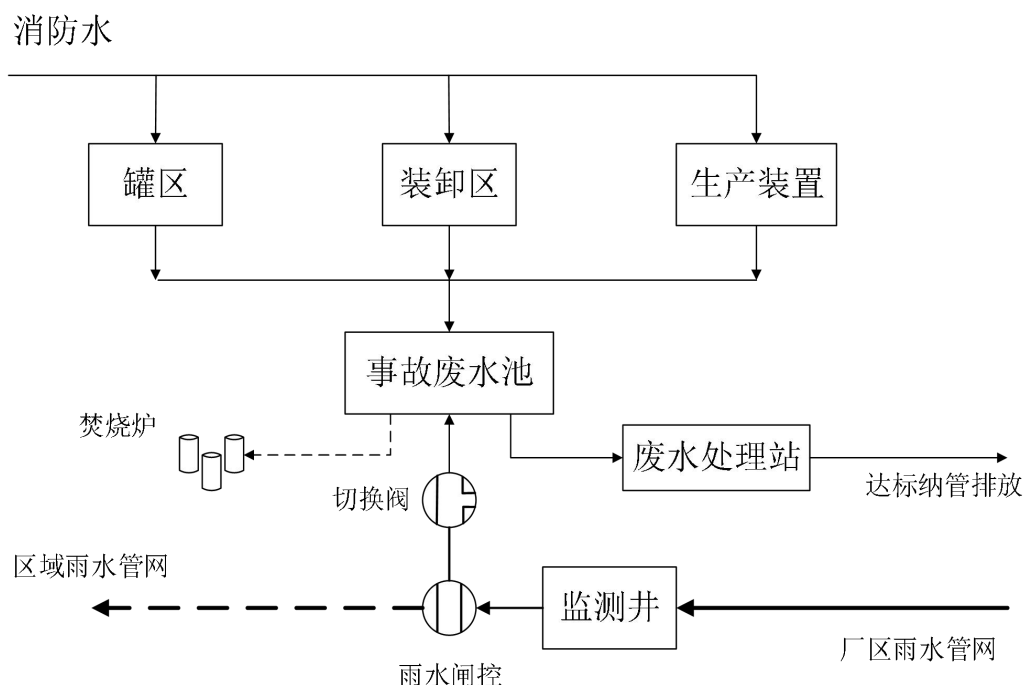 消防水
罐区
装卸区
生产装置
事故废水池
焚烧炉
废水处理站
切换阀
达标纳管排放
区域雨水管网
监测井
厂区雨水管网
雨水闸控